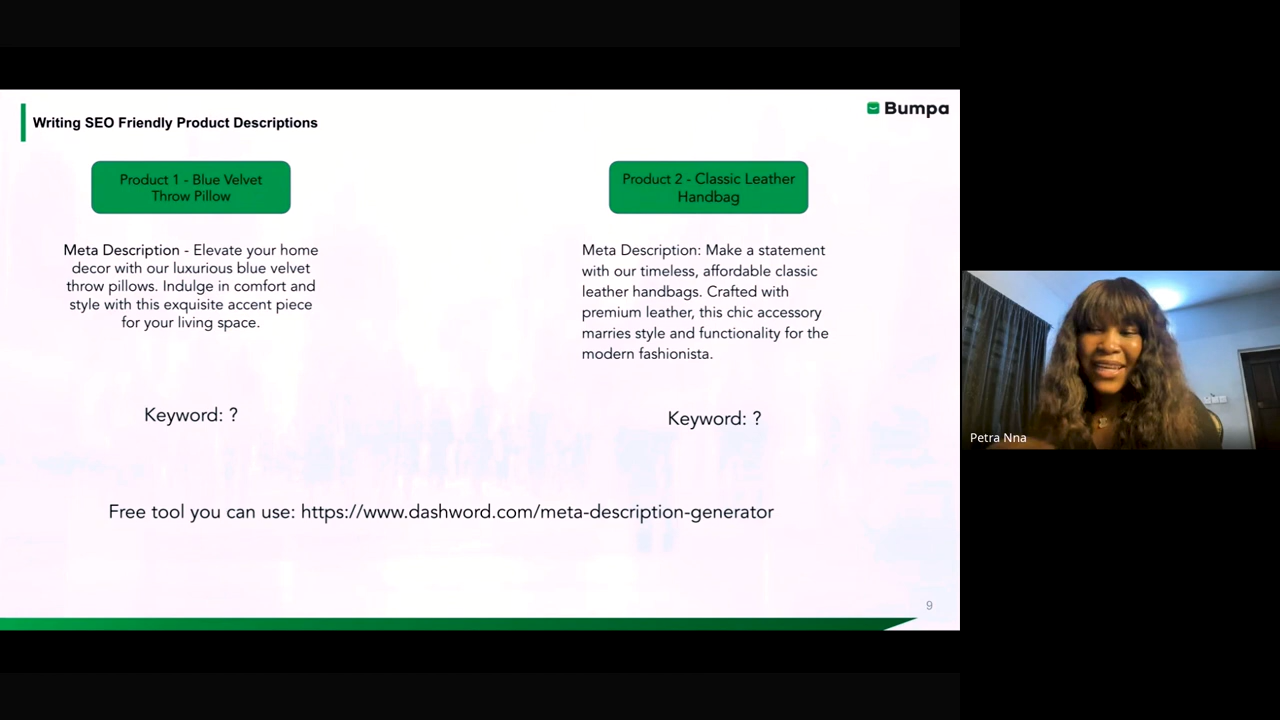 Writing SEO Friendly Product Descriptions
Bumpa
Product 1 - Blue Velvet
Throw Pillow
Meta Description - Elevate your home
decor with our luxurious blue velvet
throw pillows. Indulge in comfort and
style with this exquisite accent piece
for your living space.
Keyword: ?
Product 2 - Classic Leather
Handbag
Meta Description: Make a statement
with our timeless, affordable classic
leather handbags. Crafted with
premium leather, this chic accessory
marries style and functionality for the
modern fashionista.
Keyword: ?
Free tool you can use: https://www.dashword.com/meta-description-generator
9
Petra Nna